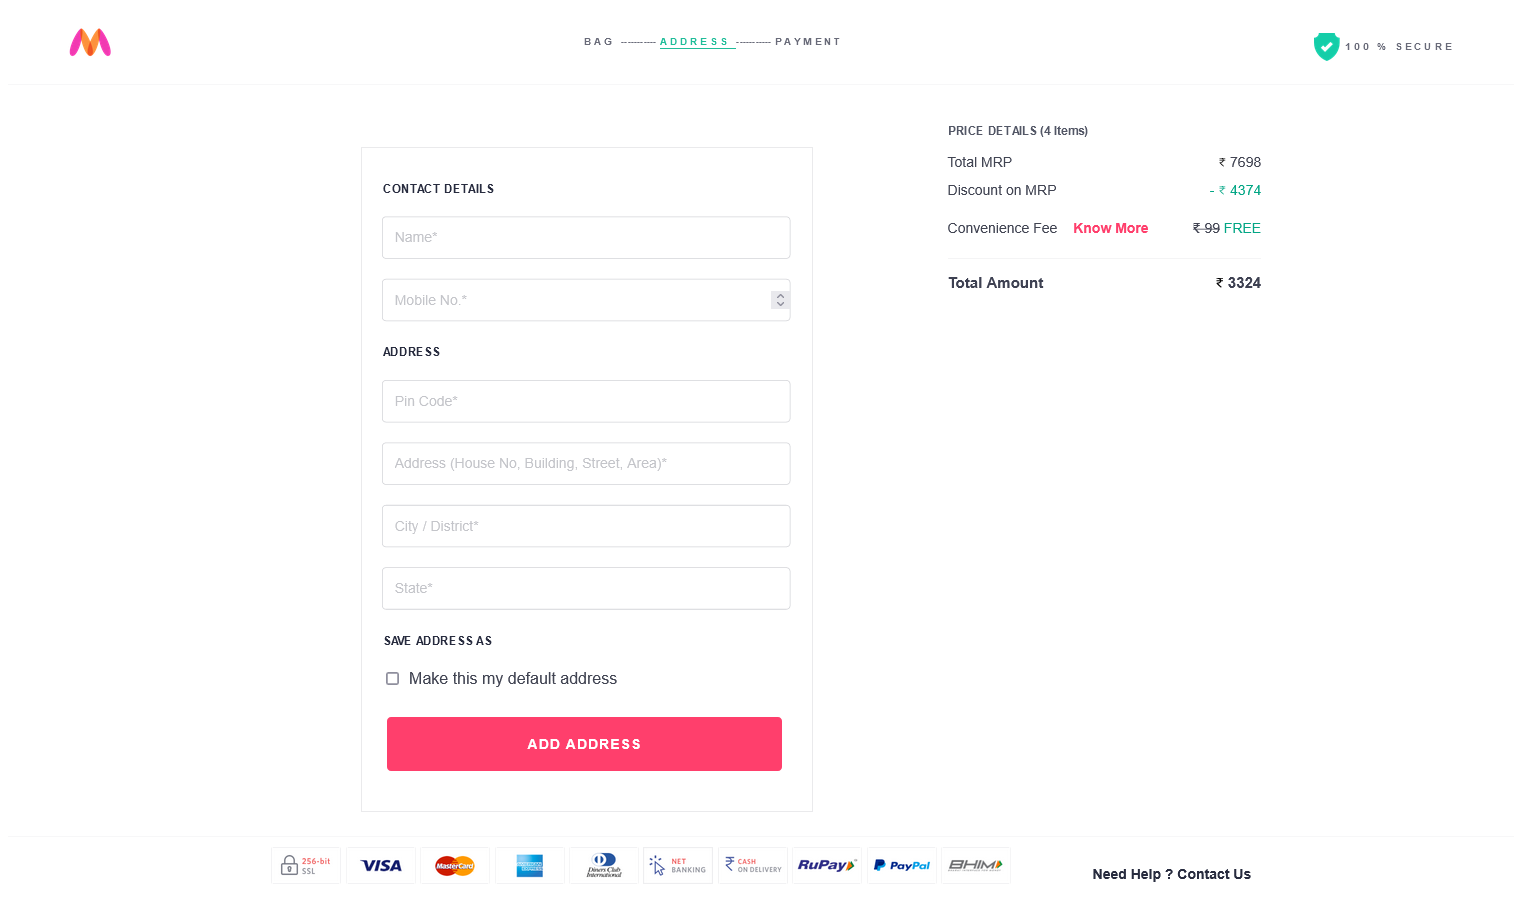 BAG ----------- ADDRESS ----------- PAYMENT
100 % SECURE
CONTACT DETAILS
Name*
Mobile No.*
ADDRESS
Pin Code*
Address (House No, Building, Street, Area)*
City / District*
State*
SAVE ADDRESS AS
Make this my default address
ADD ADDRESS
PRICE DETAILS (4 Items)
Total MRP ₹ 7698
Discount on MRP - ₹ 4374
Convenience Fee Know More ₹ 99 FREE
Total Amount ₹ 3324
256-bit
SSL
VISA
MasterCard
AMERICAN
EXPRESS
Diners Club
International
NET
BANKING
CASH
ON DELIVERY
RuPay
PayPal
BHIM
Need Help ? Contact Us